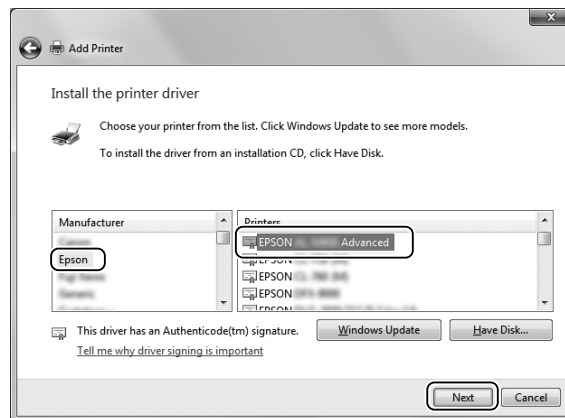 Add Printer
Install the printer driver
Choose your printer from the list. Click Windows Update to see more models.
To install the driver from an installation CD, click Have Disk.
Manufacturer
Printers
Epson
EPSON Advanced
EPSON
EPSON
EPSON
EPSON
This driver has an Authenticode(tm) signature.
Tell me why driver signing is important
Windows Update
Have Disk...
Next
Cancel